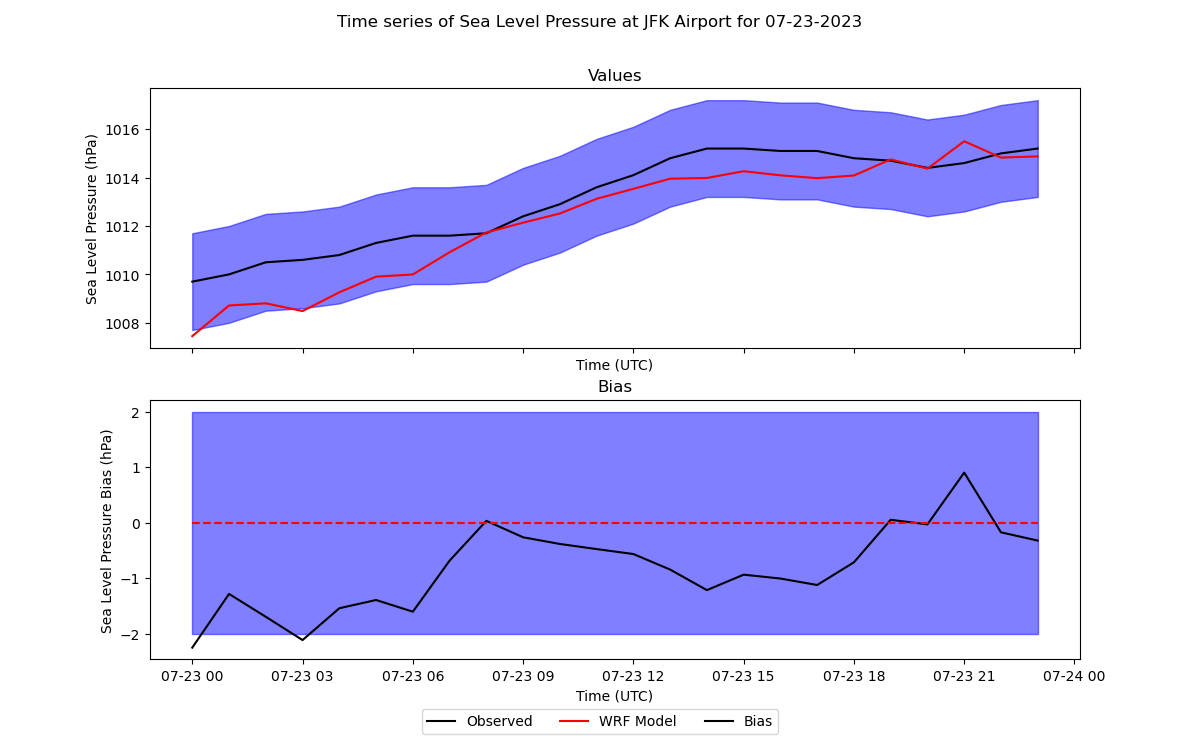 Time series of Sea Level Pressure at JFK Airport for 07-23-2023
Values
Sea Level Pressure (hPa)
1016
1014
1012
1010
1008
Time (UTC)
Bias
Sea Level Pressure Bias (hPa)
2
1
0
−1
−2
07-23 00 07-23 03 07-23 06 07-23 09 07-23 12 07-23 15 07-23 18 07-23 21 07-24 00
Time (UTC)
Observed WRF Model Bias